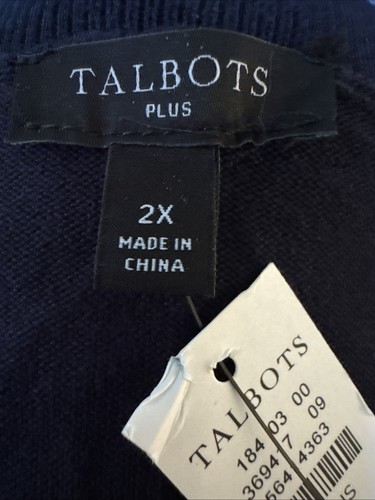 TALBOTS
PLUS
2X
MADE IN
CHINA
TALBOTS
184 03 00
369417 09
564 4363